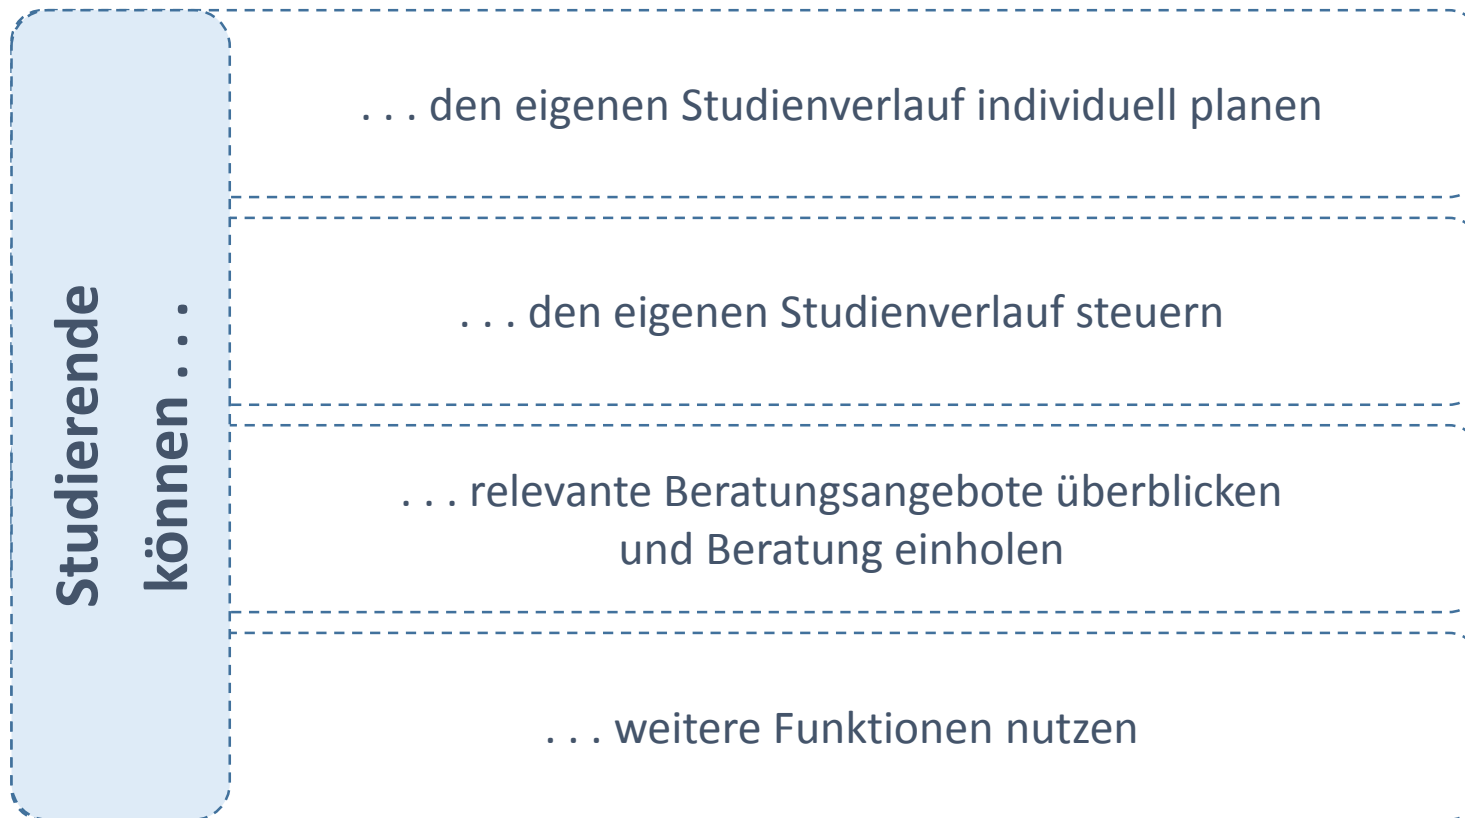 Studierende
können . . .
. . . den eigenen Studienverlauf individuell planen
. . . den eigenen Studienverlauf steuern
. . . relevante Beratungsangebote überblicken
und Beratung einholen
. . . weitere Funktionen nutzen